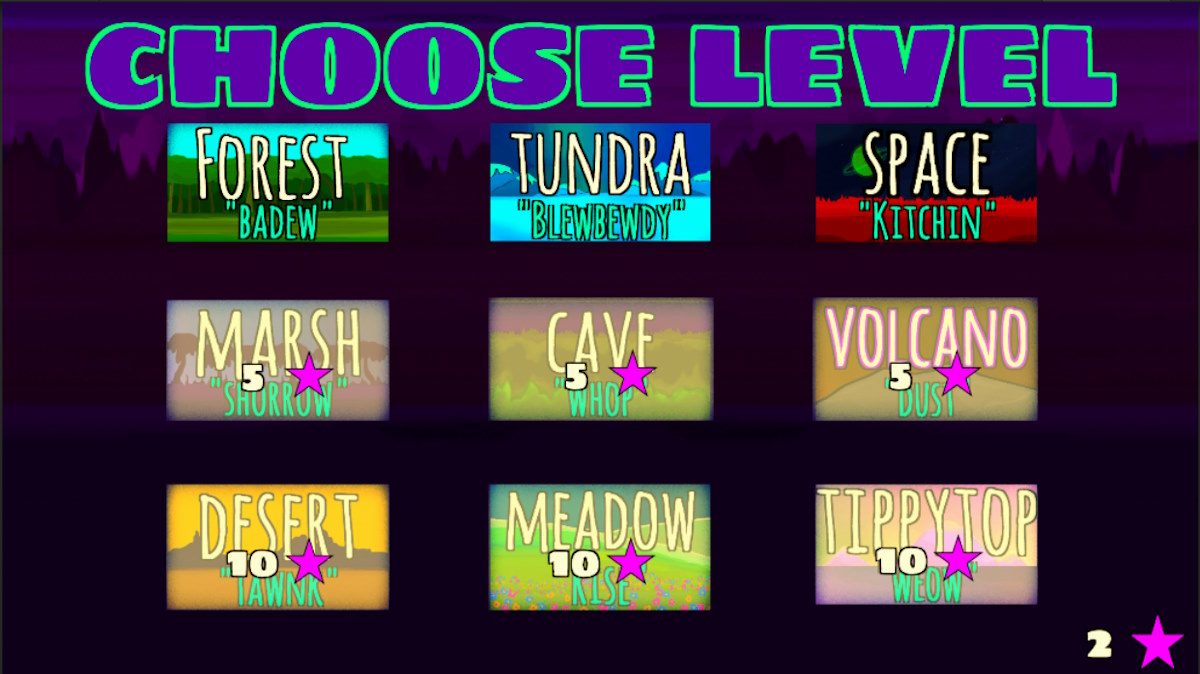 CHOOSE LEVEL
FOREST
"BADEW"
TUNDRA
"BLEWBEWDY"
SPACE
"KITCHIN"
MARSH
5
"SHORROW"
CAVE
5
"WHOP"
VOLCANO
5
"DUST"
DESERT
10
"TAWNK"
MEADOW
10
"RISE"
TIPPYTOP
10
"WEOW"
2